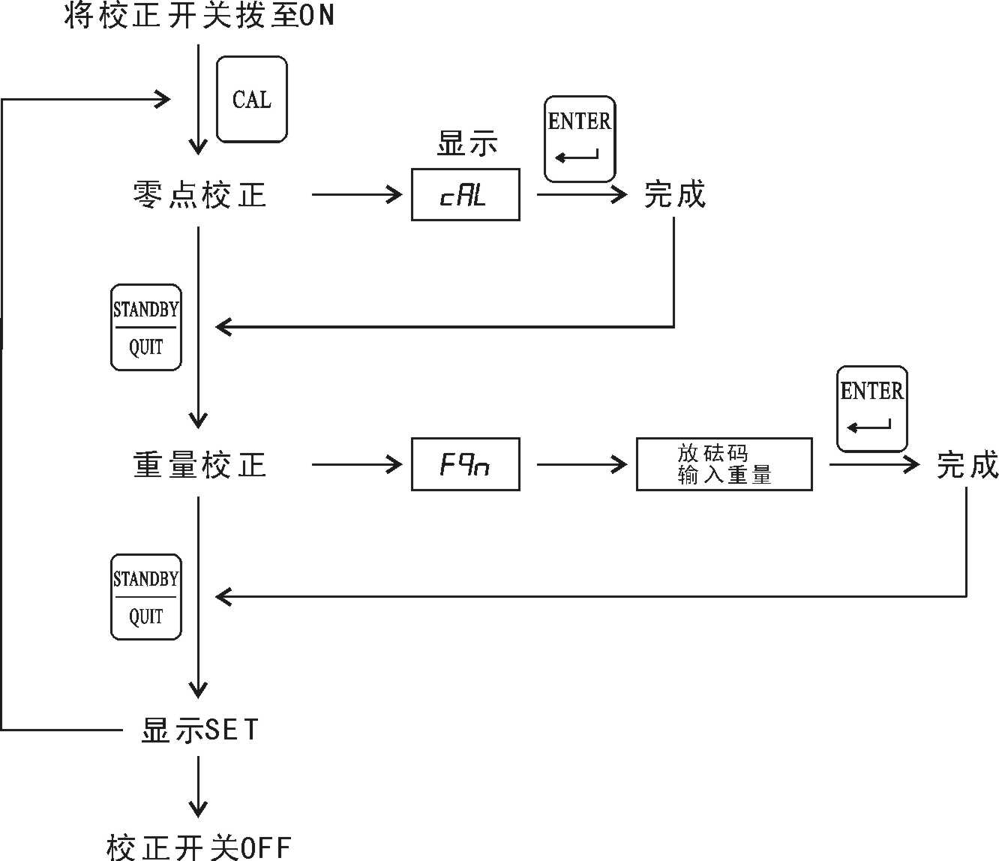 将校正开关拨至ON
CAL
显示
ENTER
零点校正
cAL
完成
STANDBY
QUIT
ENTER
重量校正
F9n
放砝码
输入重量
完成
STANDBY
QUIT
显示SET
校正开关OFF